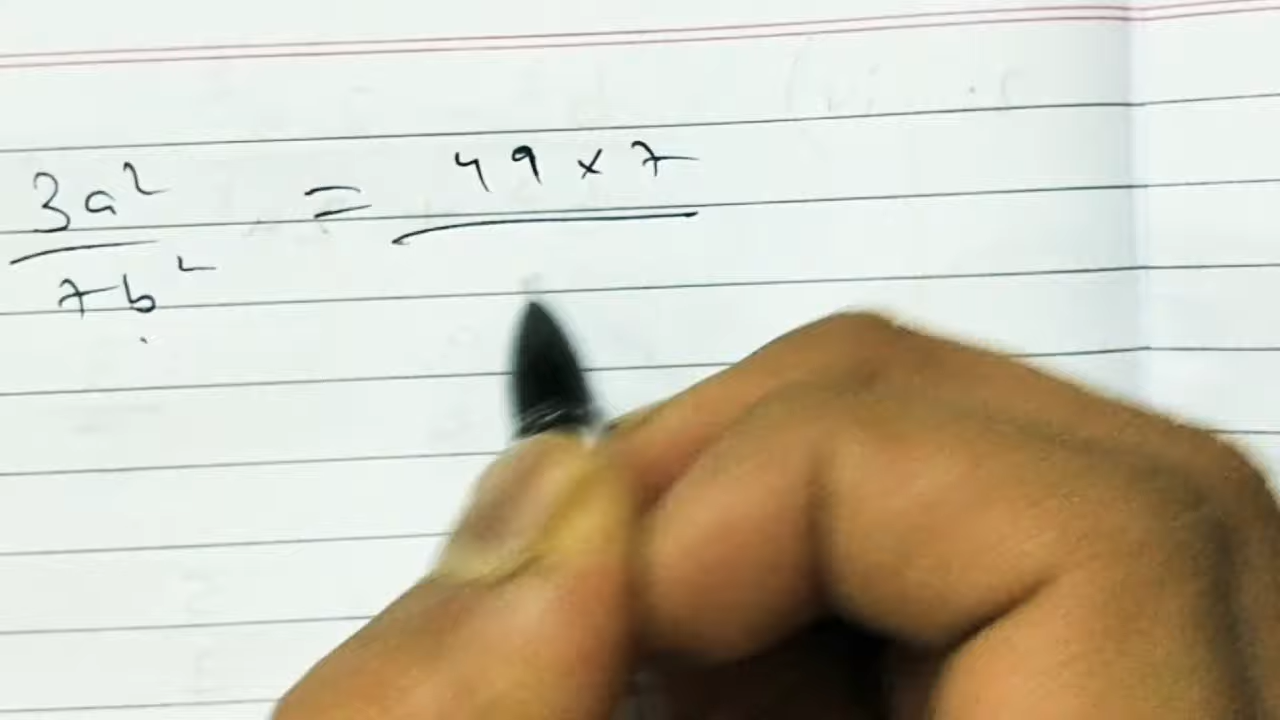 3a² = 49 × 7
7b²